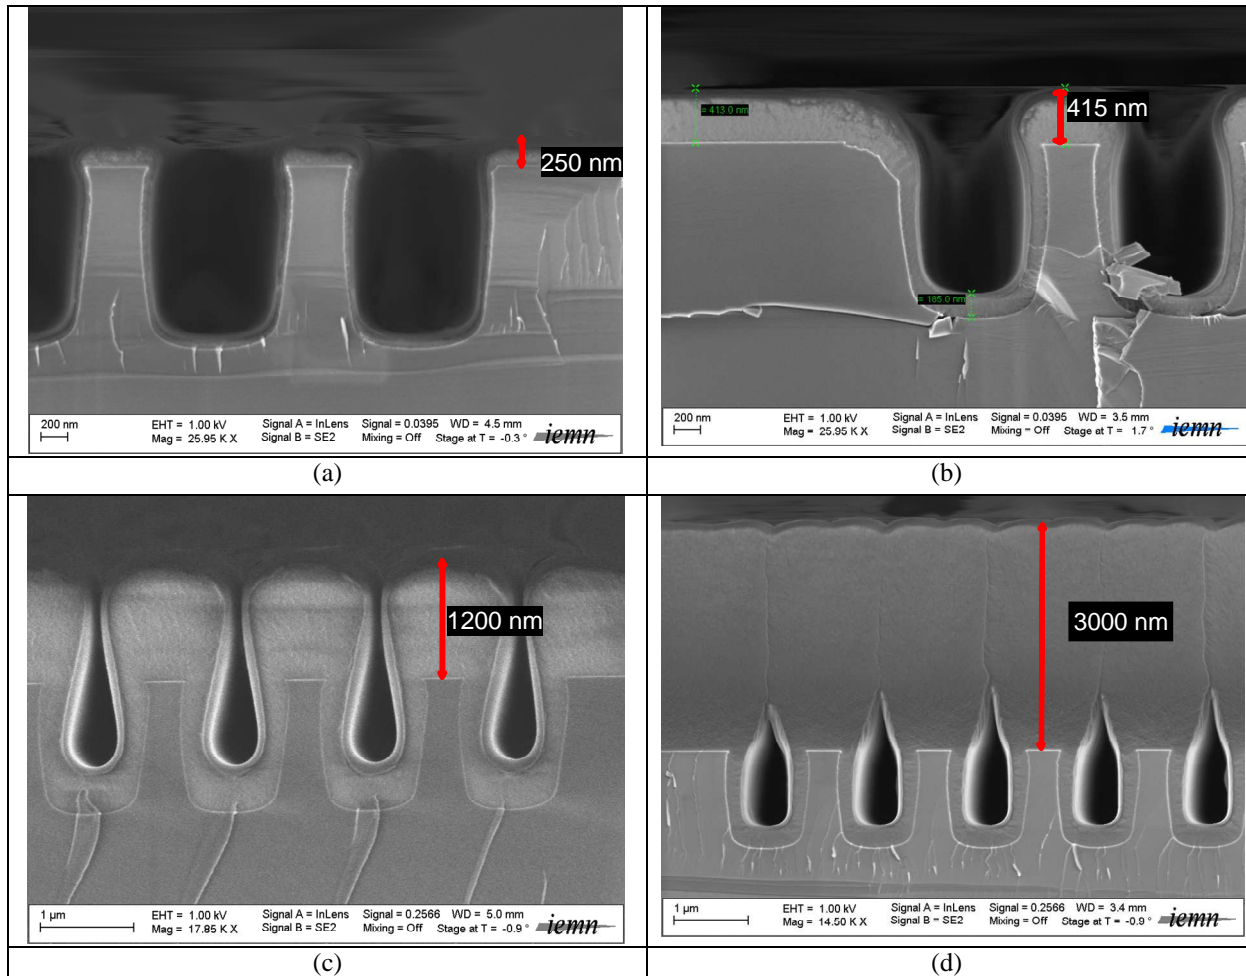 = 413.0 nm
415 nm
250 nm
= 185.0 nm
200 nm
EHT = 1.00 kV
Signal A = InLens
Signal = 0.0395
WD = 4.5 mm
Mag = 25.95 K X
Signal B = SE2
Mixing = Off
Stage at T = -0.3 °
iemn
200 nm
EHT = 1.00 kV
Signal A = InLens
Signal = 0.0395
WD = 3.5 mm
Mag = 25.95 K X
Signal B = SE2
Mixing = Off
Stage at T = 1.7 °
iemn
(a)
(b)
1200 nm
3000 nm
1 µm
EHT = 1.00 kV
Signal A = InLens
Signal = 0.2566
WD = 5.0 mm
Mag = 17.85 K X
Signal B = SE2
Mixing = Off
Stage at T = -0.9 °
iemn
1 µm
EHT = 1.00 kV
Signal A = InLens
Signal = 0.2566
WD = 3.4 mm
Mag = 14.50 K X
Signal B = SE2
Mixing = Off
Stage at T = -0.9 °
iemn
(c)
(d)